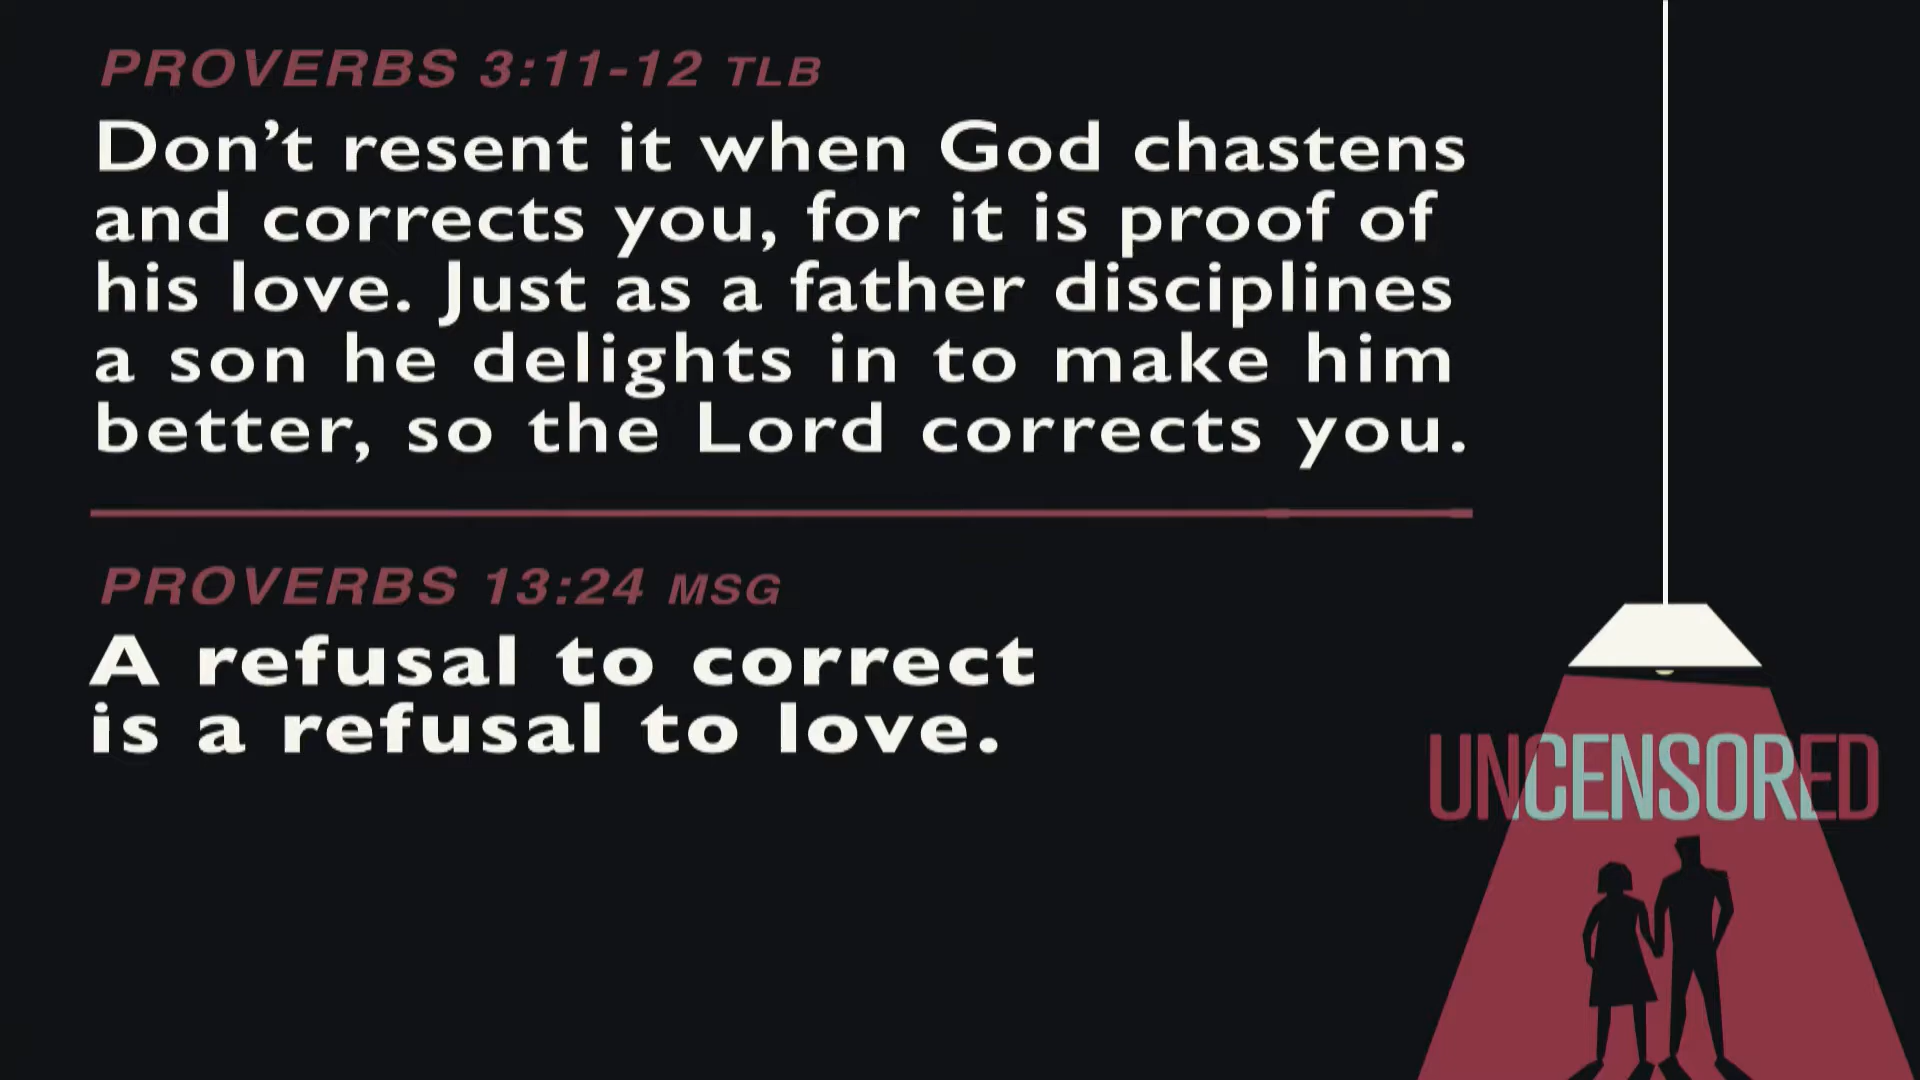 PROVERBS 3:11-12 TLB
Don’t resent it when God chastens
and corrects you, for it is proof of
his love. Just as a father disciplines
a son he delights in to make him
better, so the Lord corrects you.
PROVERBS 13:24 MSG
A refusal to correct
is a refusal to love.
UNCENSORED